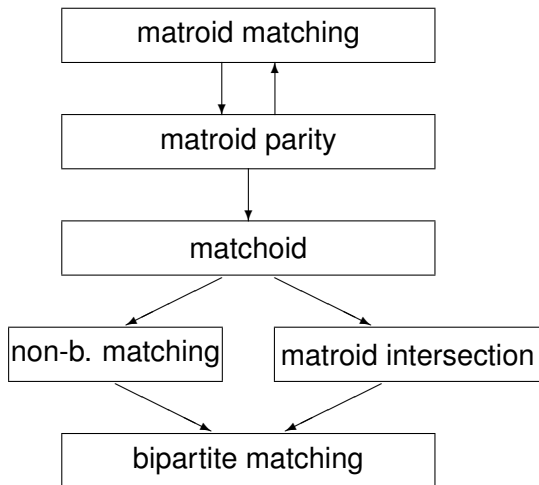 matroid matching
matroid parity
matchoid
non-b. matching
matroid intersection
bipartite matching